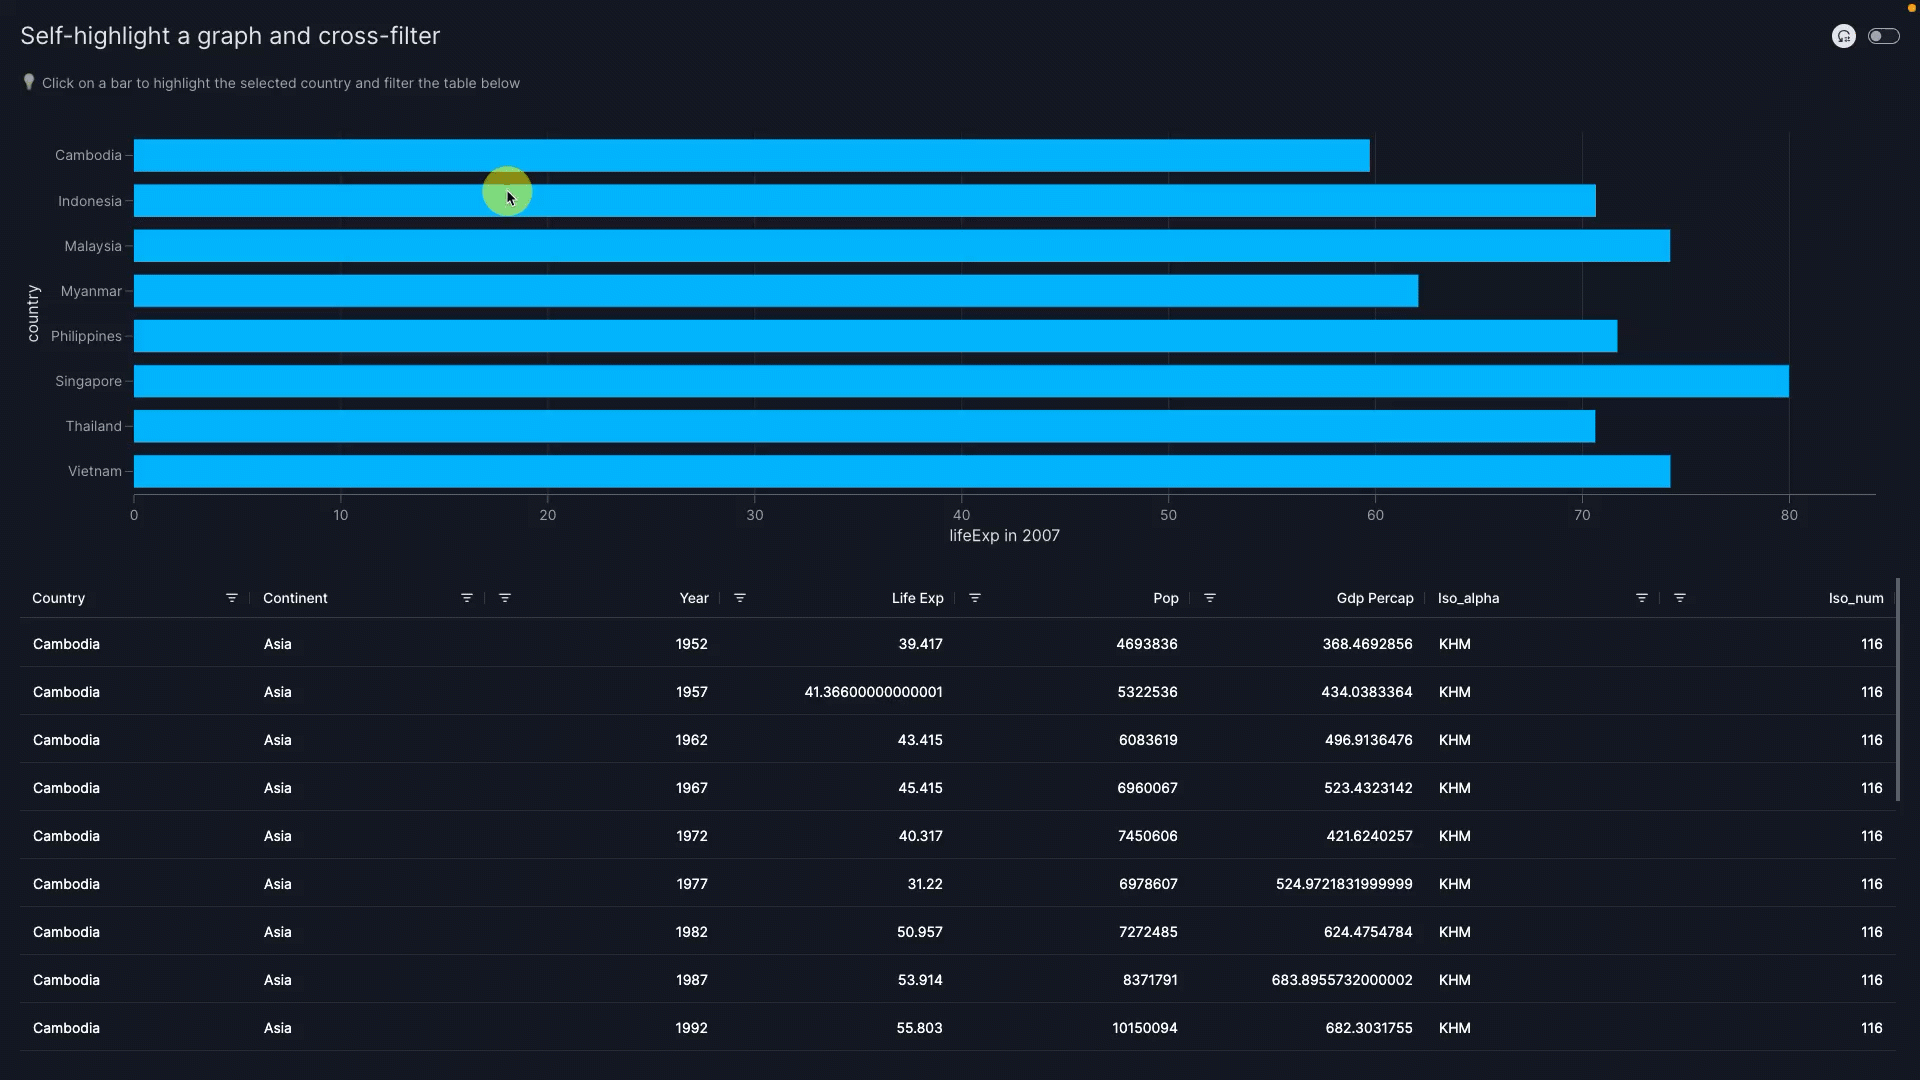 Self-highlight a graph and cross-filter
Click on a bar to highlight the selected country and filter the table below
country
Cambodia
Indonesia
Malaysia
Myanmar
Philippines
Singapore
Thailand
Vietnam
0 10 20 30 40 50 60 70 80
lifeExp in 2007
Country Continent Year Life Exp Pop Gdp Percap Iso_alpha Iso_num
Cambodia Asia 1952 39.417 4693836 368.4692856 KHM 116
Cambodia Asia 1957 41.36600000000001 5322536 434.0383364 KHM 116
Cambodia Asia 1962 43.415 6083619 496.9136476 KHM 116
Cambodia Asia 1967 45.415 6960067 523.4323142 KHM 116
Cambodia Asia 1972 40.317 7450606 421.6240257 KHM 116
Cambodia Asia 1977 31.22 6978607 524.9721831999999 KHM 116
Cambodia Asia 1982 50.957 7272485 624.4754784 KHM 116
Cambodia Asia 1987 53.914 8371791 683.8955732000002 KHM 116
Cambodia Asia 1992 55.803 10150094 682.3031755 KHM 116